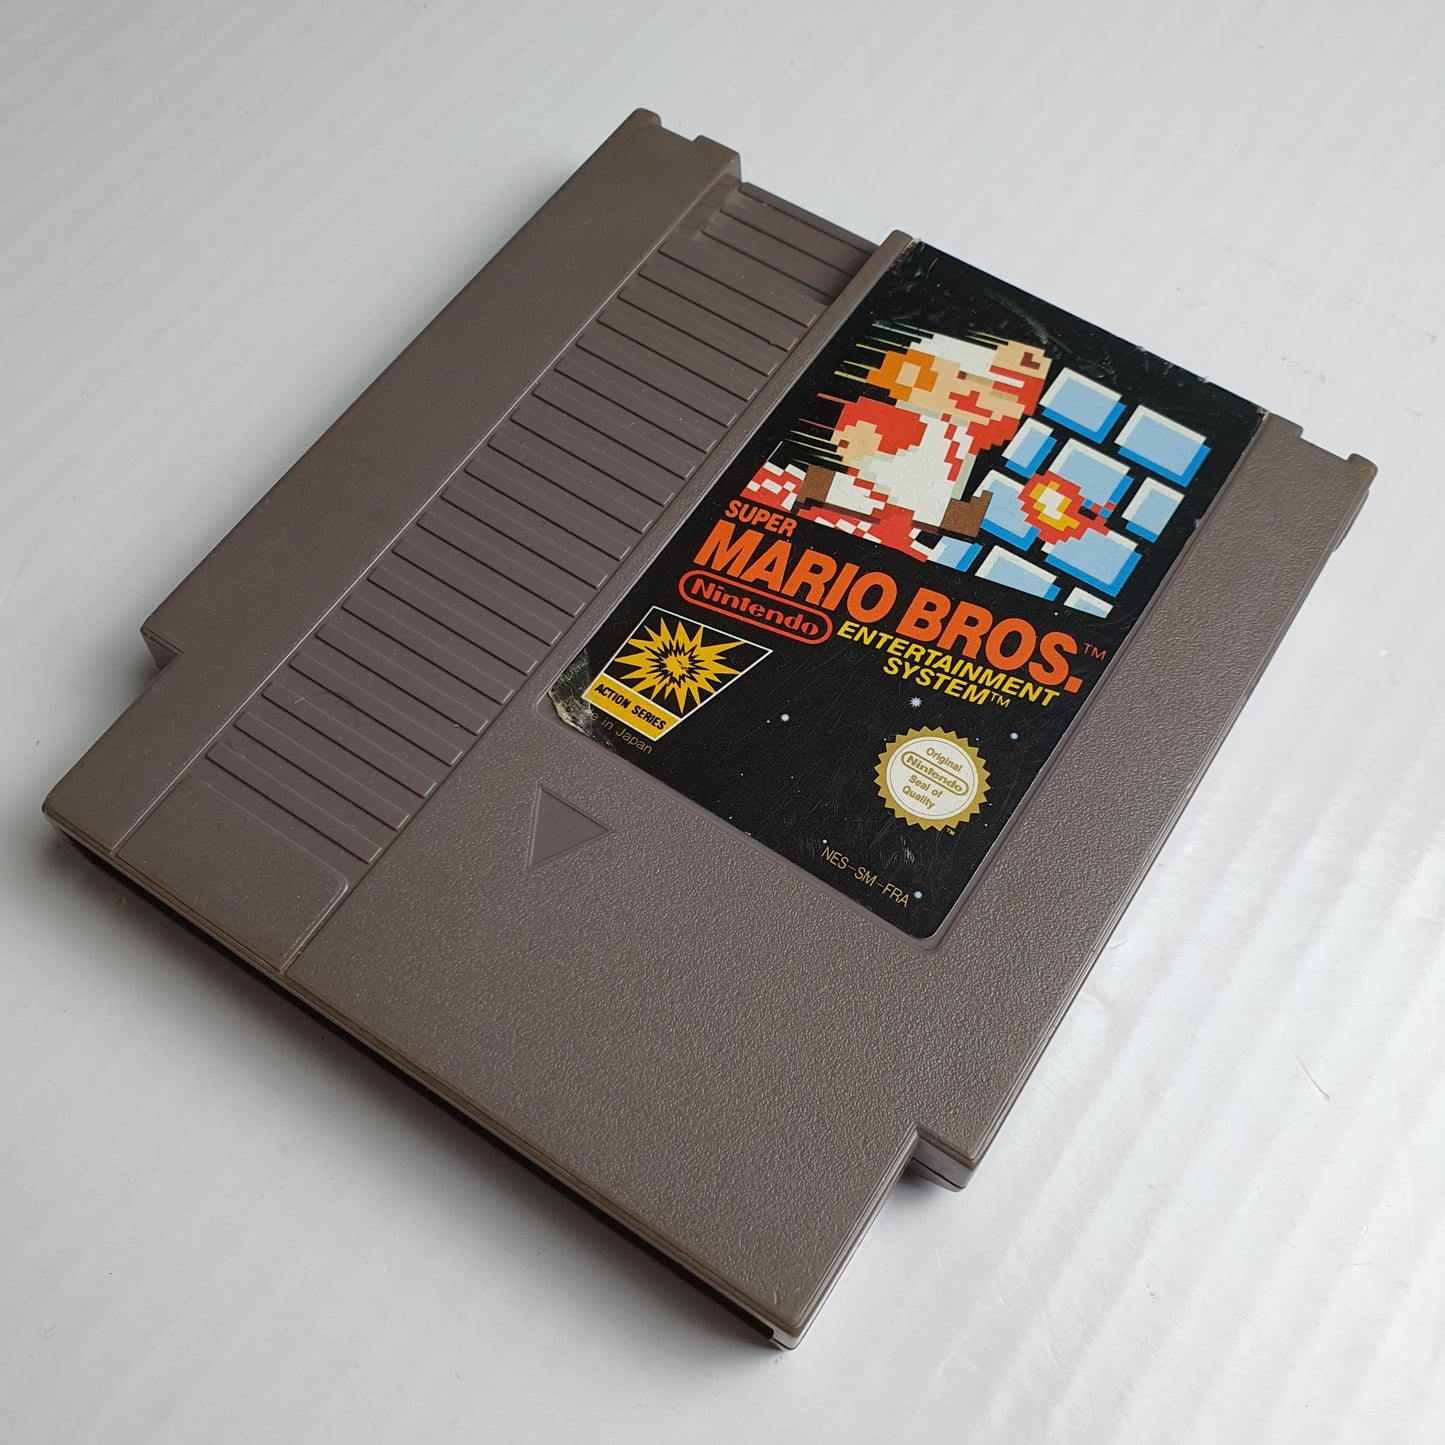 SUPER
MARIO BROS.™
Nintendo
ENTERTAINMENT
SYSTEM™
ACTION SERIES
in Japan
Original
Nintendo
Seal of
Quality
TM
NES-SM-FRA